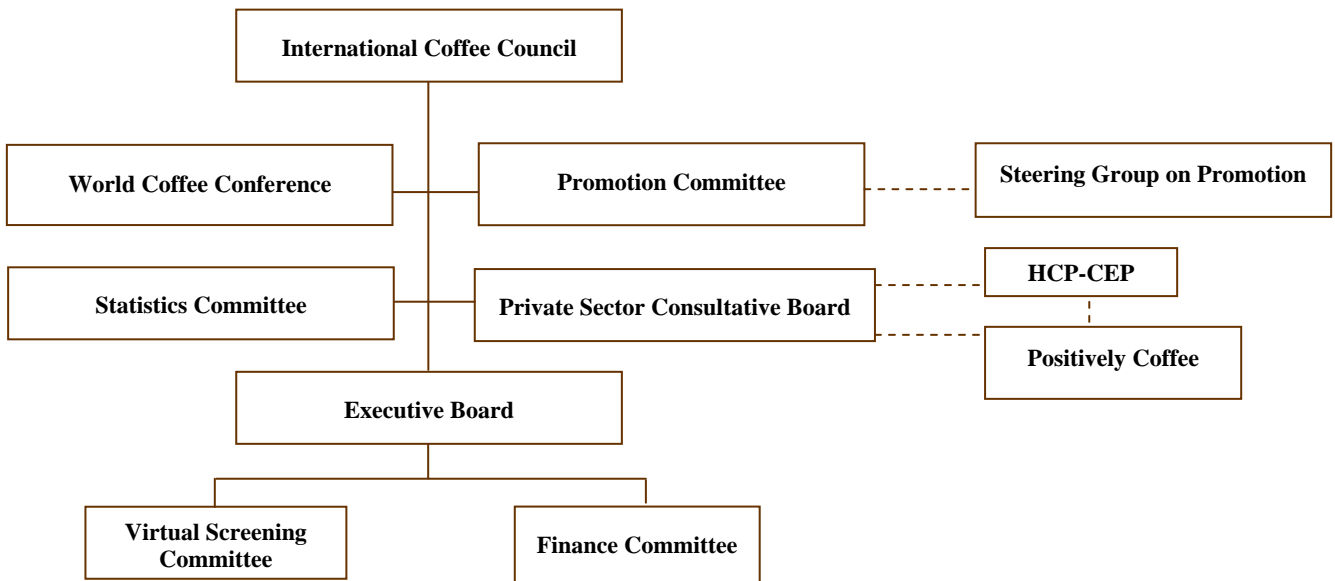 International Coffee Council
World Coffee Conference
Promotion Committee
Steering Group on Promotion
Statistics Committee
Private Sector Consultative Board
HCP-CEP
Positively Coffee
Executive Board
Virtual Screening
Committee
Finance Committee